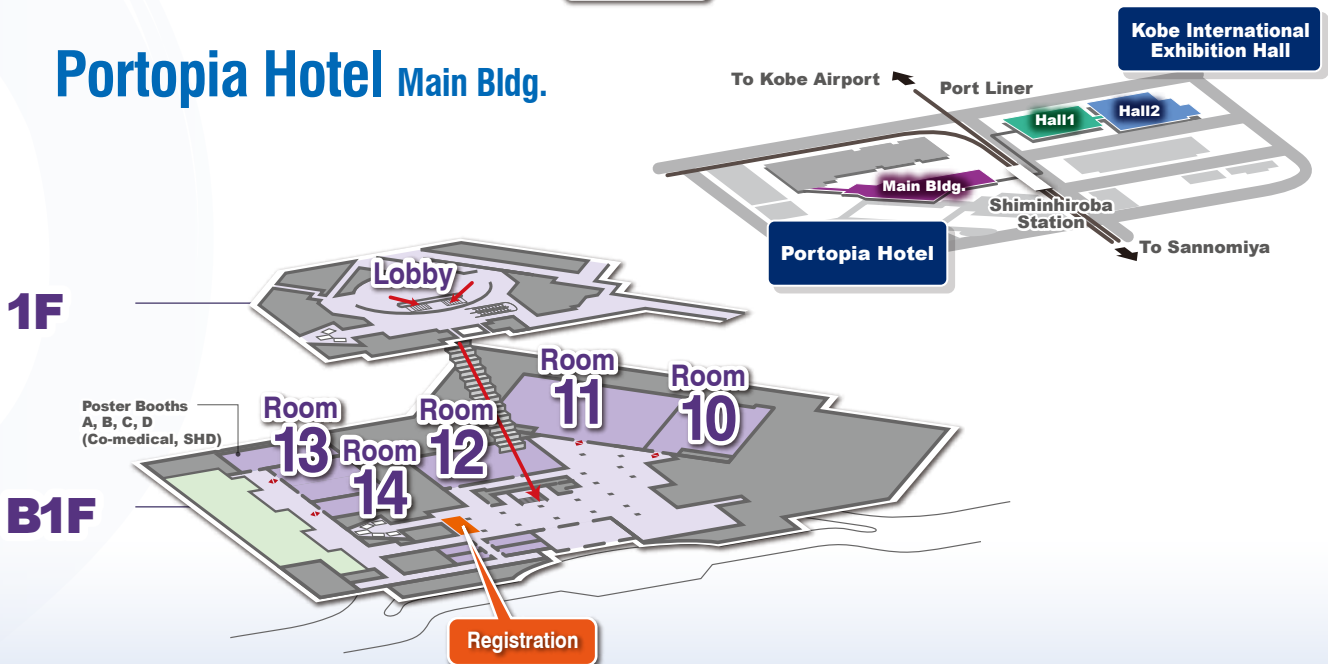 Portopia Hotel Main Bldg.
Kobe International
Exhibition Hall
To Kobe Airport
Port Liner
Hall1
Hall2
Main Bldg.
Shiminhiroba
Station
Portopia Hotel
To Sannomiya
1F
Lobby
Room
11
Room
10
Poster Booths
A, B, C, D
(Co-medical, SHD)
Room
13
Room
12
Room
14
B1F
Registration